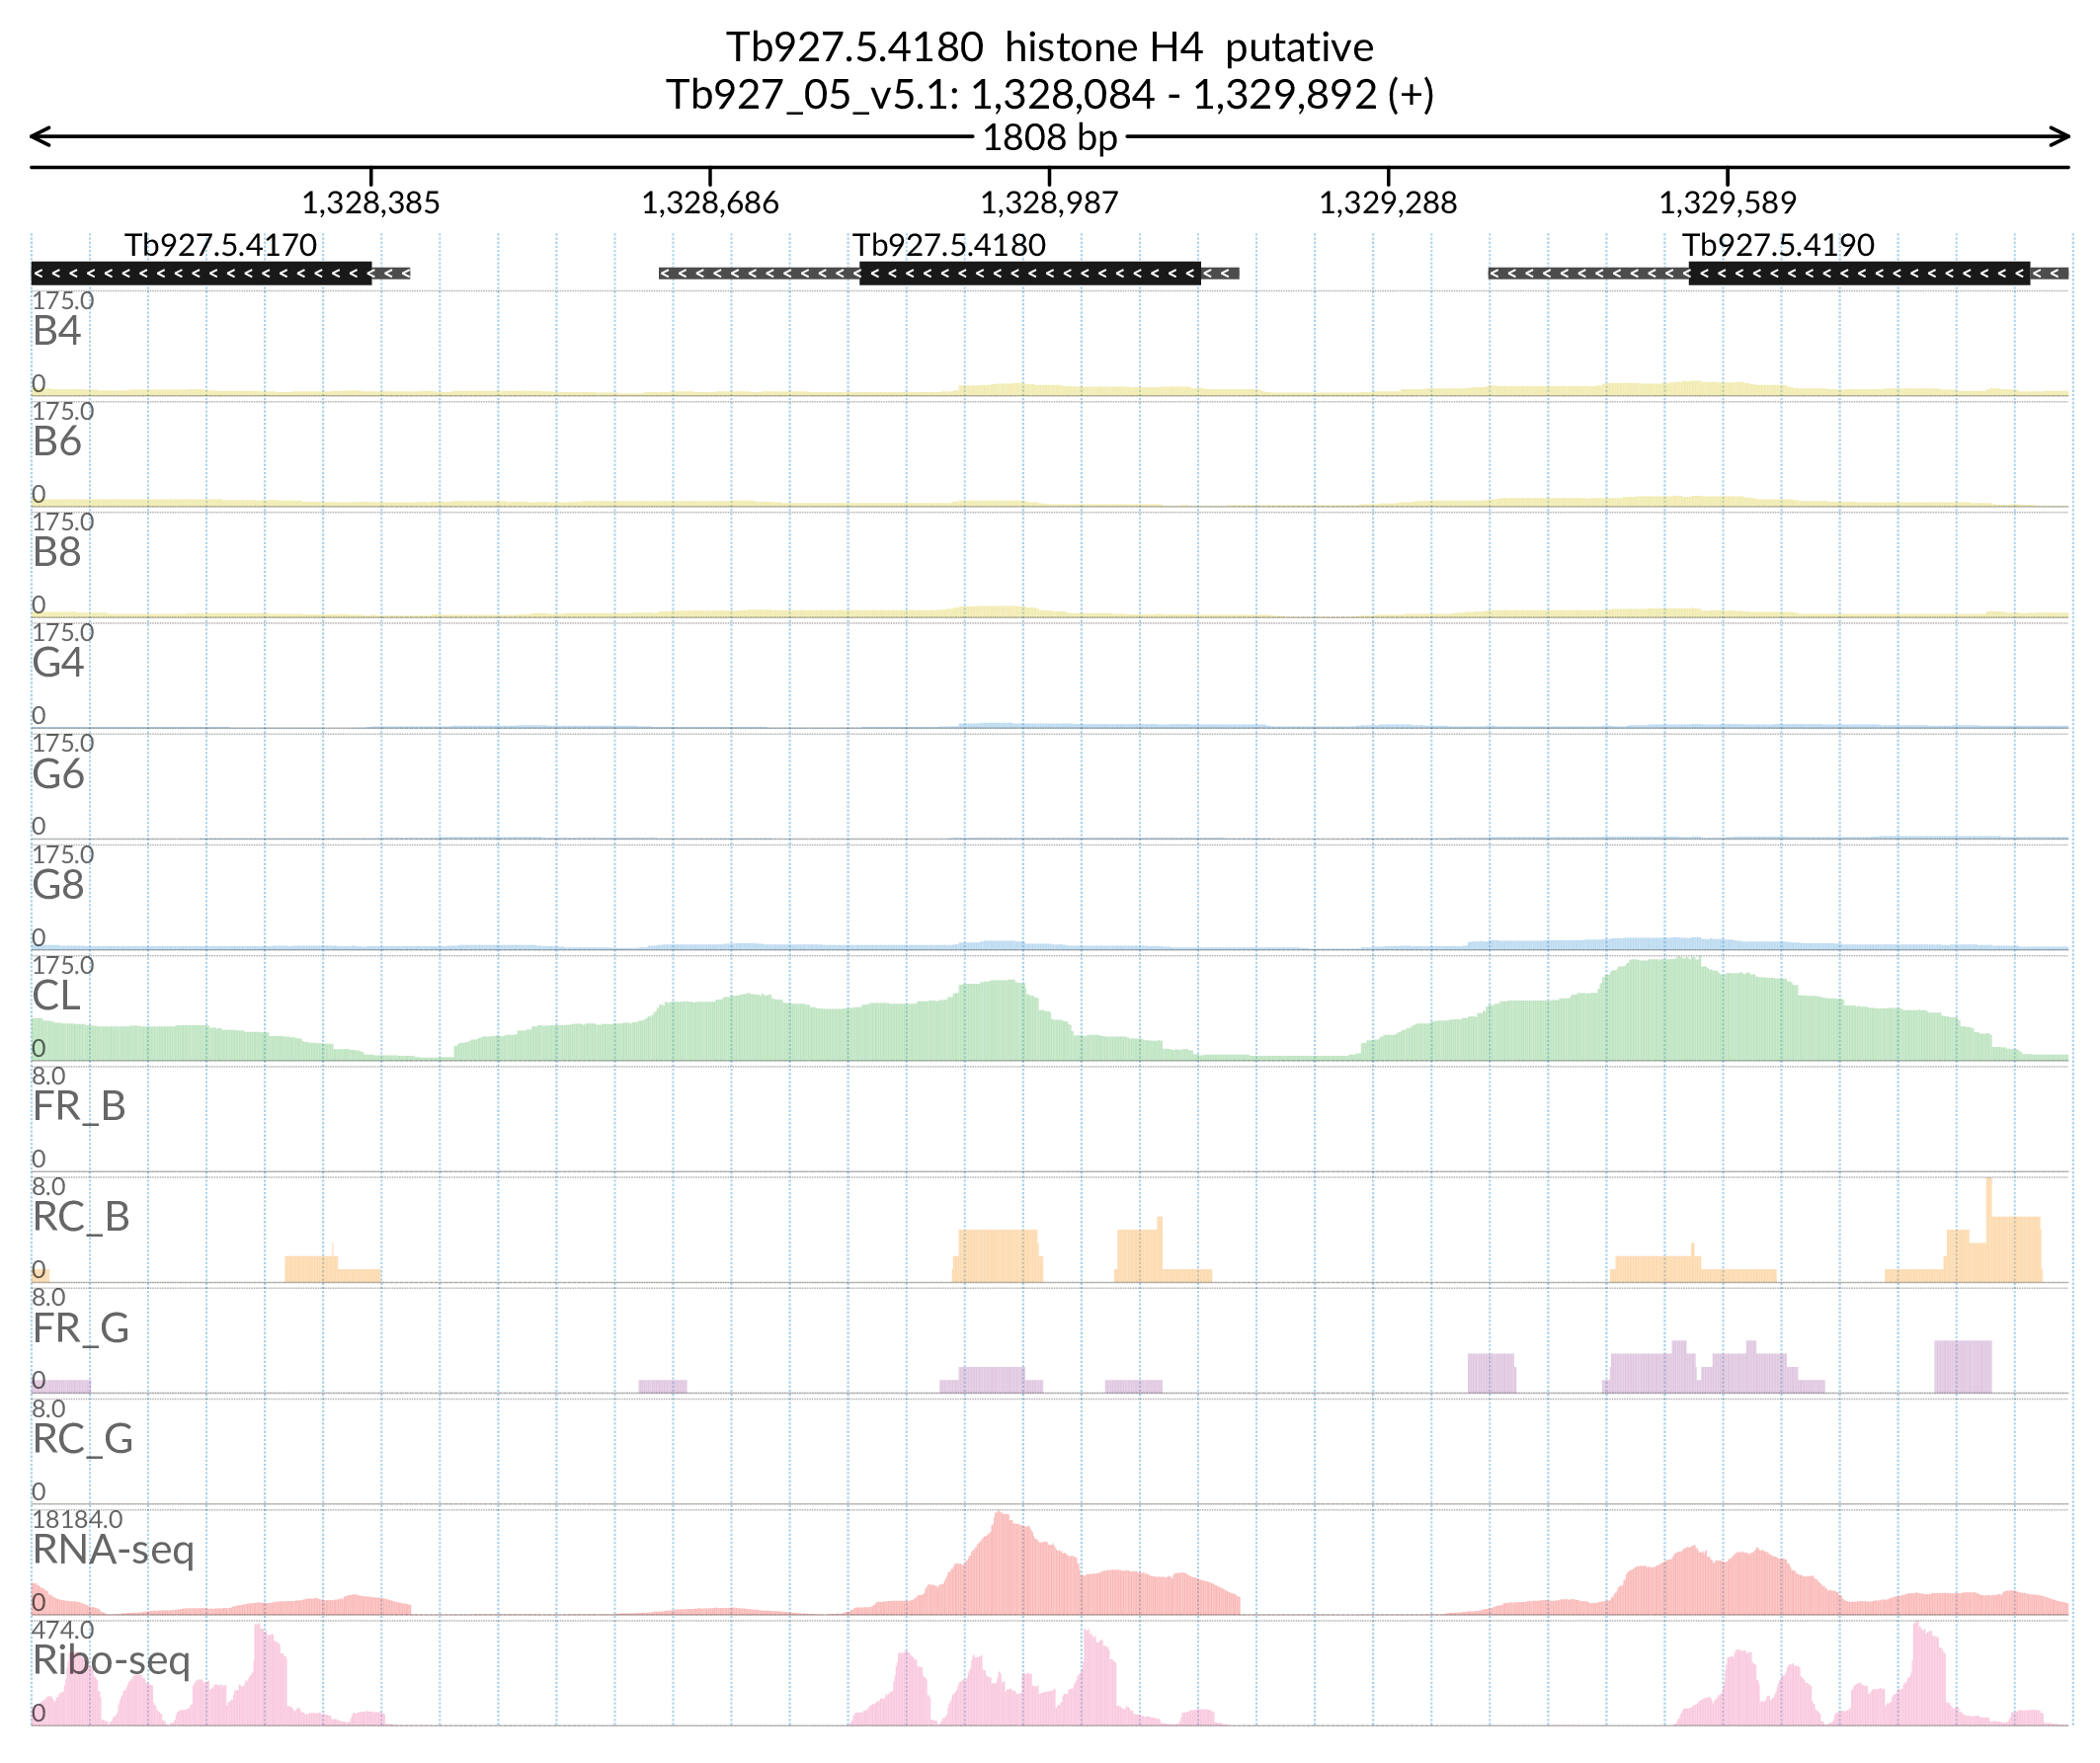 Tb927.5.4180 histone H4 putative
Tb927_05_v5.1: 1,328,084 - 1,329,892 (+)
1808 bp
1,328,385 1,328,686 1,328,987 1,329,288 1,329,589
Tb927.5.4170 Tb927.5.4180 Tb927.5.4190
175.0
B4
0
175.0
B6
0
175.0
B8
0
175.0
G4
0
175.0
G6
0
175.0
G8
0
175.0
CL
0
8.0
FR_B
0
8.0
RC_B
0
8.0
FR_G
0
8.0
RC_G
0
18184.0
RNA-seq
0
474.0
Ribo-seq
0